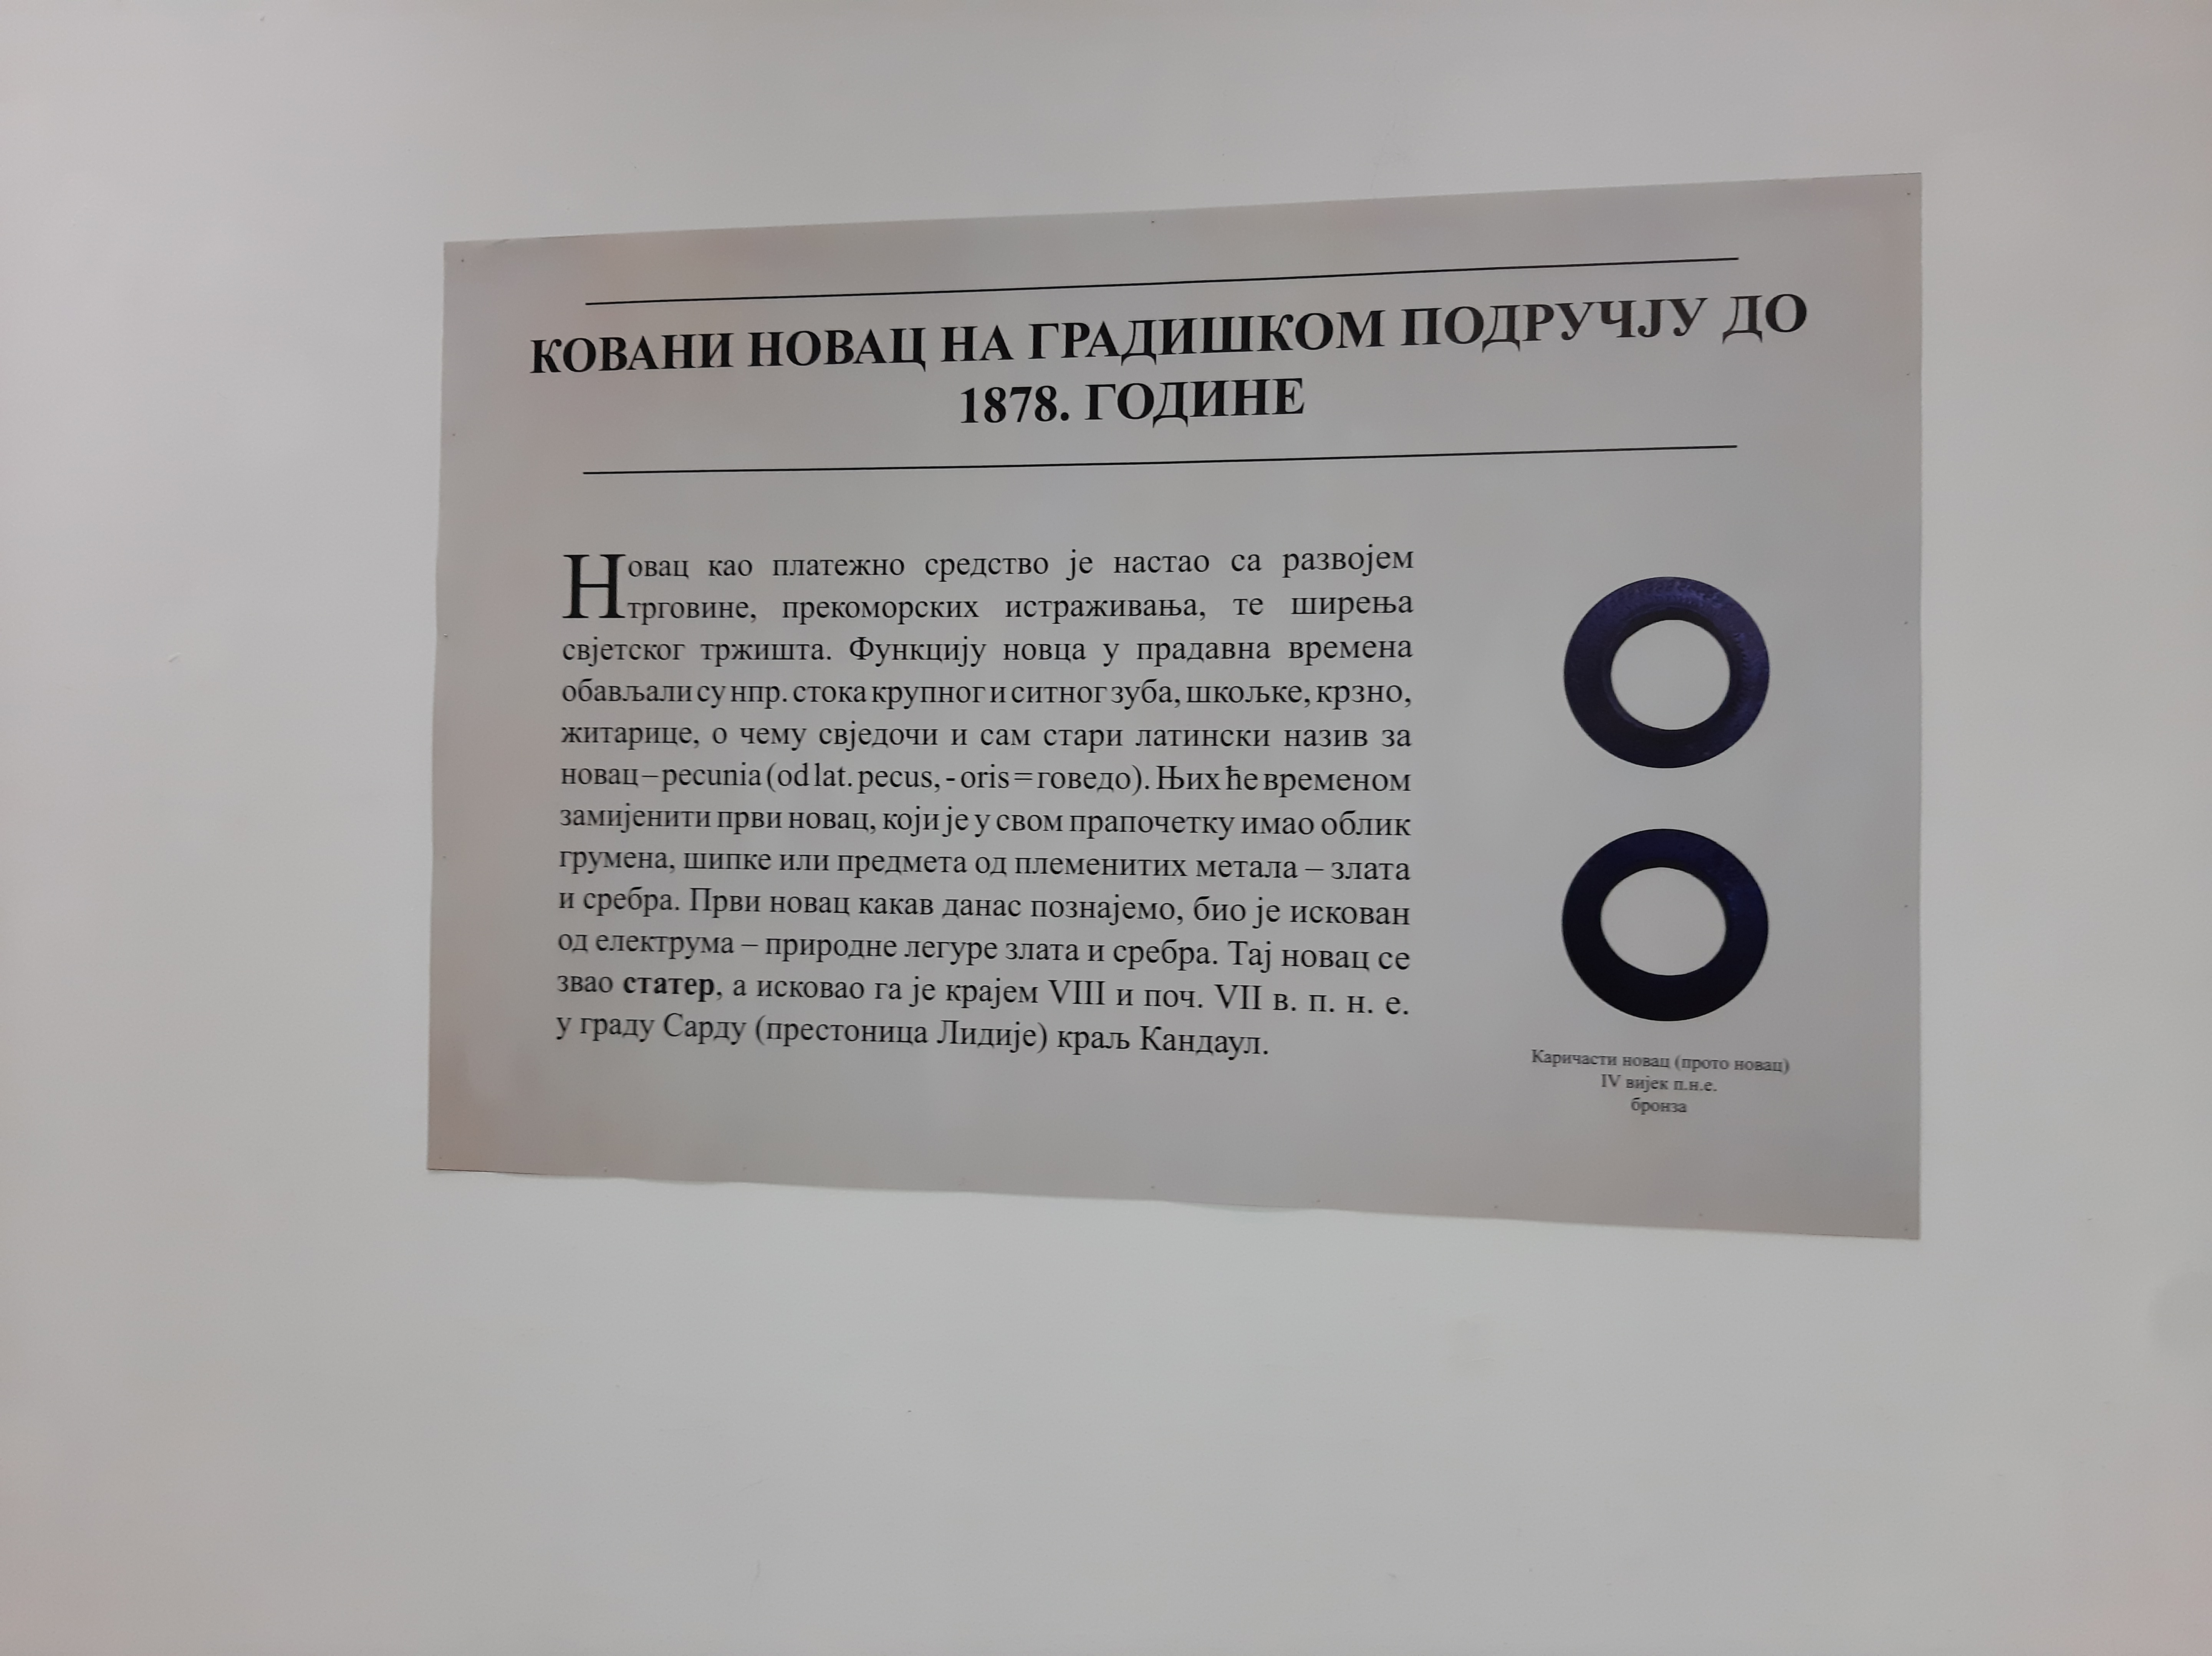 КОВАНИ НОВАЦ НА ГРАДИШКОМ ПОДРУЧЈУ ДО
1878. ГОДИНЕ
Новац као платежно средство је настао са развојем
трговине, прекоморских истраживања, те ширења
свјетског тржишта. Функцију новца у прадавна времена
обављали су нпр. стока крупног и ситног зуба, шкољке, крзно,
житарице, о чему свједочи и сам стари латински назив за
новац – pecunia (od lat. pecus, - oris = говедо). Њих ће временом
замијенити први новац, који је у свом прапочетку имао облик
грумена, шипке или предмета од племенитих метала – злата
и сребра. Први новац какав данас познајемо, био је искован
од електрума – природне легуре злата и сребра. Тај новац се
звао статер, а исковао га је крајем VIII и поч. VII в. п. н. е.
у граду Сарду (престоница Лидије) краљ Кандаул.
Каричасти новац (прото новац)
IV вијек п.н.е.
бронза